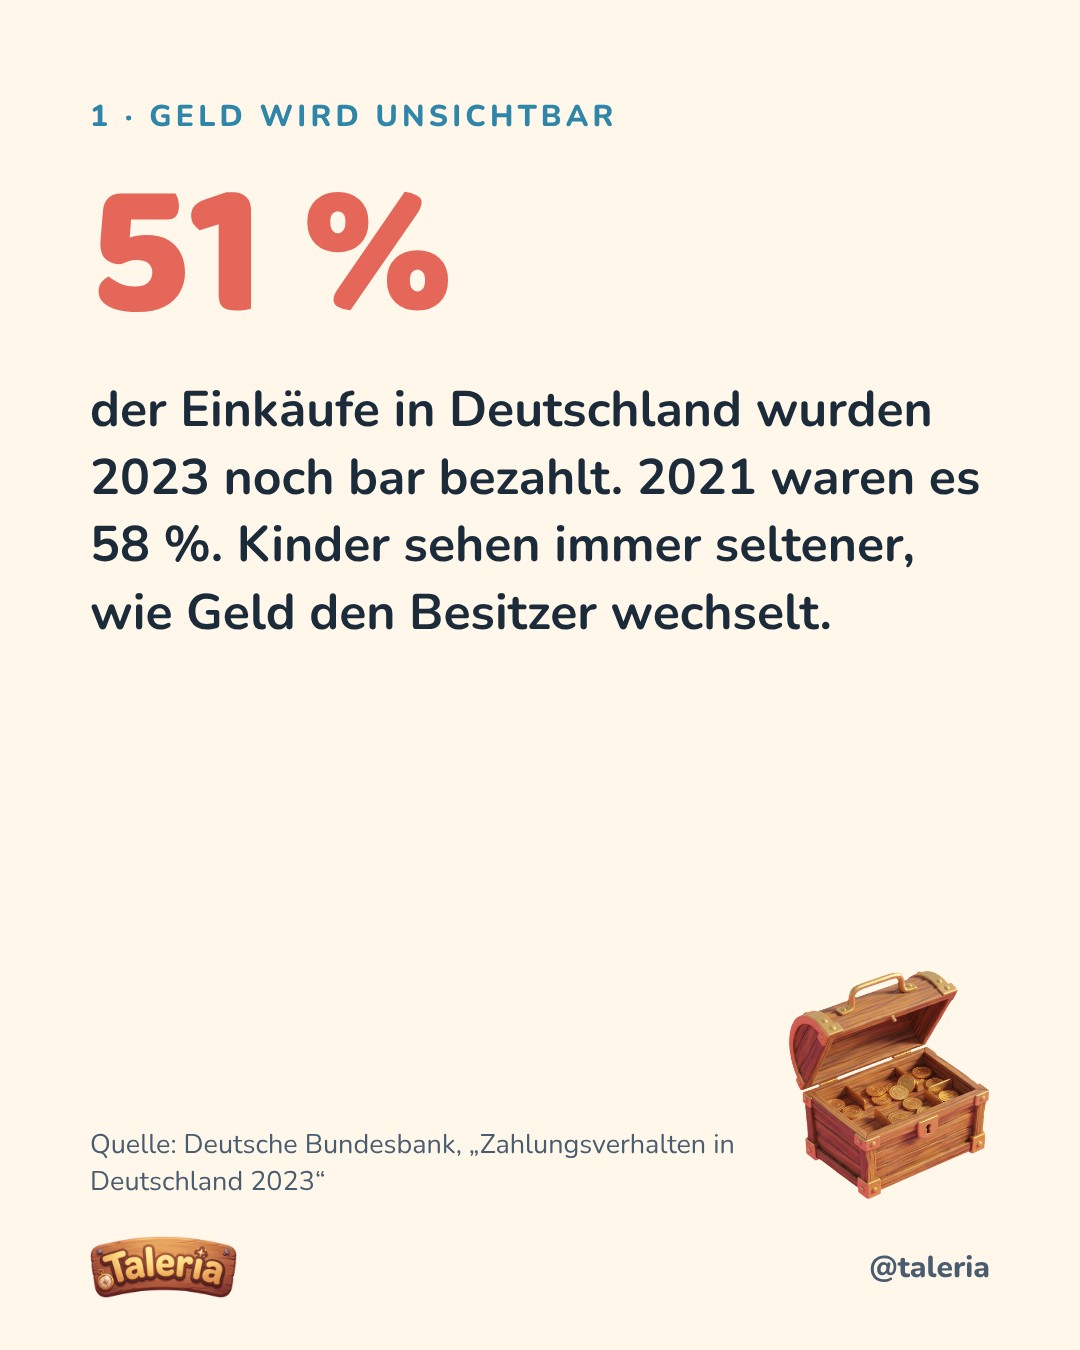 1 · GELD WIRD UNSICHTBAR
51 %
der Einkäufe in Deutschland wurden
2023 noch bar bezahlt. 2021 waren es
58 %. Kinder sehen immer seltener,
wie Geld den Besitzer wechselt.
Quelle: Deutsche Bundesbank, „Zahlungsverhalten in
Deutschland 2023“
Taleria
@taleria